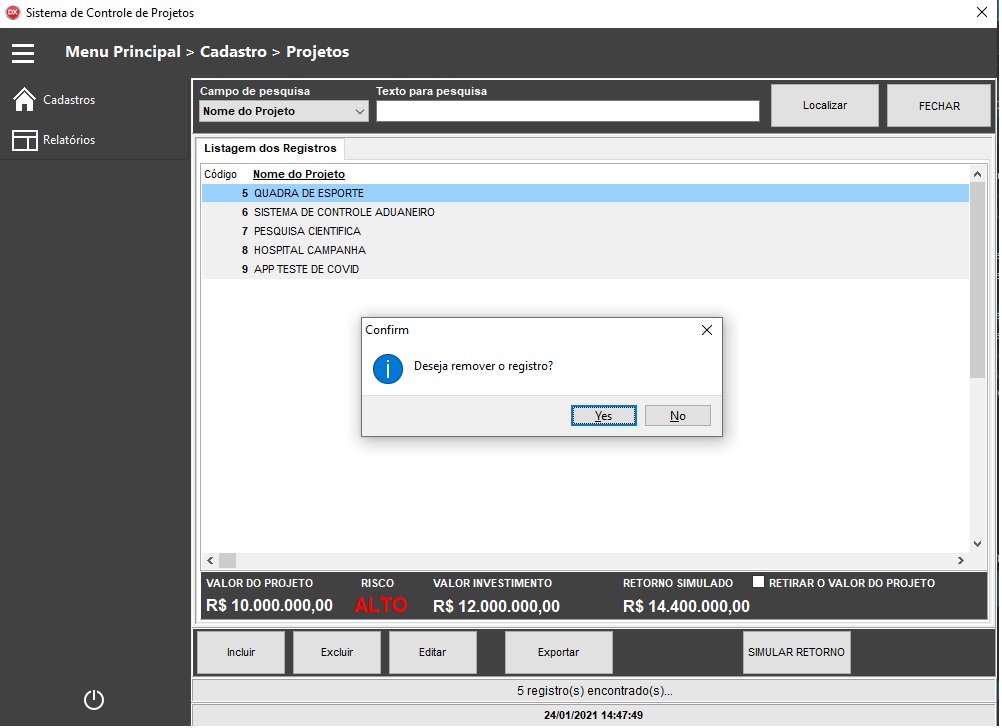 DX Sistema de Controle de Projetos
Menu Principal > Cadastro > Projetos
Cadastros
Relatórios
Campo de pesquisa Texto para pesquisa
Nome do Projeto
Localizar
FECHAR
Listagem dos Registros
Código Nome do Projeto
5 QUADRA DE ESPORTE
6 SISTEMA DE CONTROLE ADUANEIRO
7 PESQUISA CIENTIFICA
8 HOSPITAL CAMPANHA
9 APP TESTE DE COVID
Confirm
Deseja remover o registro?
Yes No
VALOR DO PROJETO RISCO VALOR INVESTIMENTO RETORNO SIMULADO RETIRAR O VALOR DO PROJETO
R$ 10.000.000,00 ALTO R$ 12.000.000,00 R$ 14.400.000,00
Incluir Excluir Editar Exportar SIMULAR RETORNO
5 registro(s) encontrado(s)...
24/01/2021 14:47:49